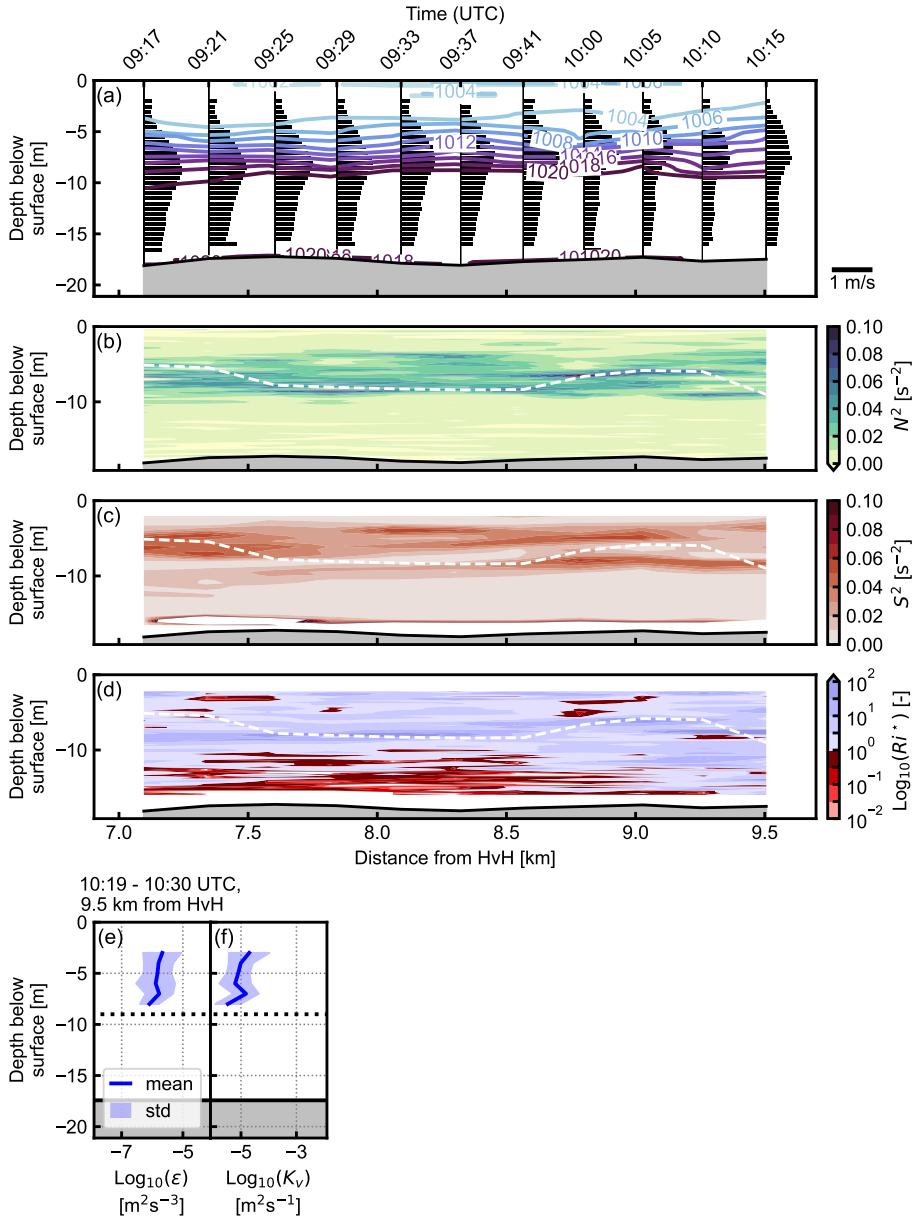 Time (UTC)
09:17 09:21 09:25 09:29 09:33 09:37 09:41 10:00 10:05 10:10 10:15
(a)
0
−5
−10
−15
−20
Depth below
surface [m]
1002 1004 1006
1004
1004 1006
1012 1008 1010
1020
1020 1018 1020
1 m/s
(b)
0
−10
Depth below
surface [m]
0.10
0.08
0.06
0.04
0.02
0.00
N² [s⁻²]
(c)
0
−10
Depth below
surface [m]
0.10
0.08
0.06
0.04
0.02
0.00
S² [s⁻²]
(d)
0
−10
Depth below
surface [m]
10²
10¹
10⁰
10⁻¹
10⁻²
Log₁₀(Ri*) [-]
7.0 7.5 8.0 8.5 9.0 9.5
Distance from HvH [km]
10:19 - 10:30 UTC,
9.5 km from HvH
(e) (f)
0
−5
−10
−15
−20
Depth below
surface [m]
mean
std
−7 −5 −5 −3
Log₁₀(ε) Log₁₀(Kᵥ)
[m²s⁻³] [m²s⁻¹]